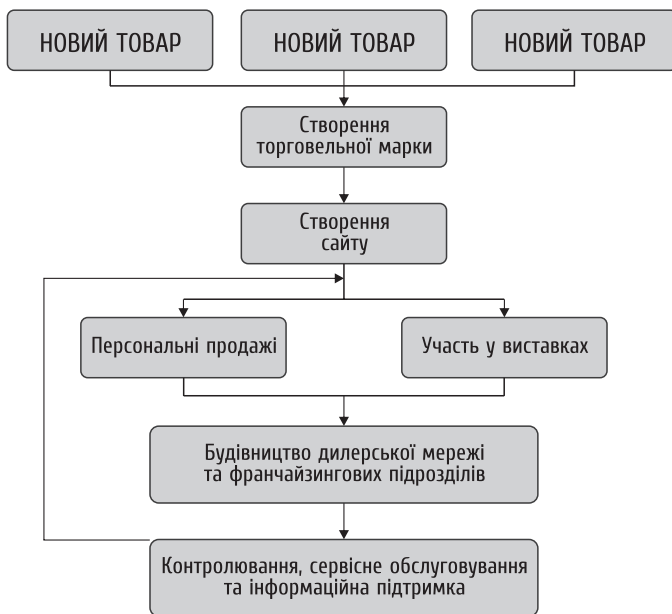 НОВИЙ ТОВАР
НОВИЙ ТОВАР
НОВИЙ ТОВАР
Створення
торговельної марки
Створення
сайту
Персональні продажі
Участь у виставках
Будівництво дилерської мережі
та франчайзингових підрозділів
Контролювання, сервісне обслуговування
та інформаційна підтримка